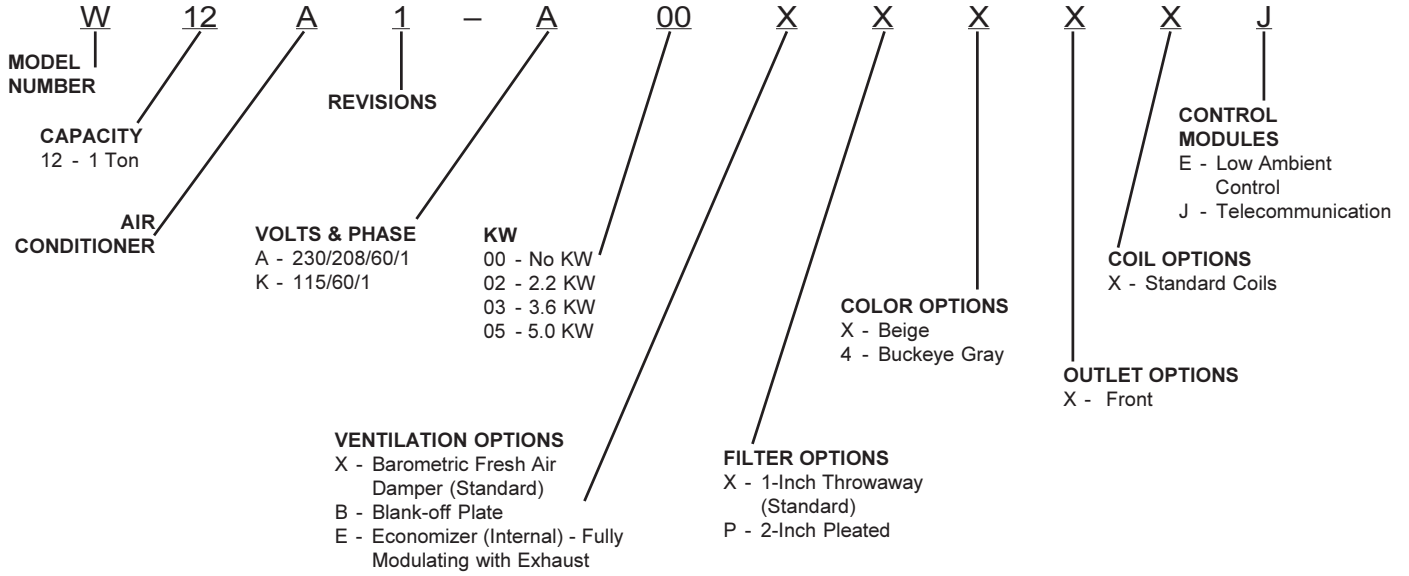 W 12 A 1 – A 00 X X X X X J
MODEL
NUMBER
CAPACITY
12 - 1 Ton
AIR
CONDITIONER
REVISIONS
VOLTS & PHASE
A - 230/208/60/1
K - 115/60/1
KW
00 - No KW
02 - 2.2 KW
03 - 3.6 KW
05 - 5.0 KW
VENTILATION OPTIONS
X - Barometric Fresh Air
Damper (Standard)
B - Blank-off Plate
E - Economizer (Internal) - Fully
Modulating with Exhaust
FILTER OPTIONS
X - 1-Inch Throwaway
(Standard)
P - 2-Inch Pleated
COLOR OPTIONS
X - Beige
4 - Buckeye Gray
OUTLET OPTIONS
X - Front
COIL OPTIONS
X - Standard Coils
CONTROL
MODULES
E - Low Ambient
Control
J - Telecommunication